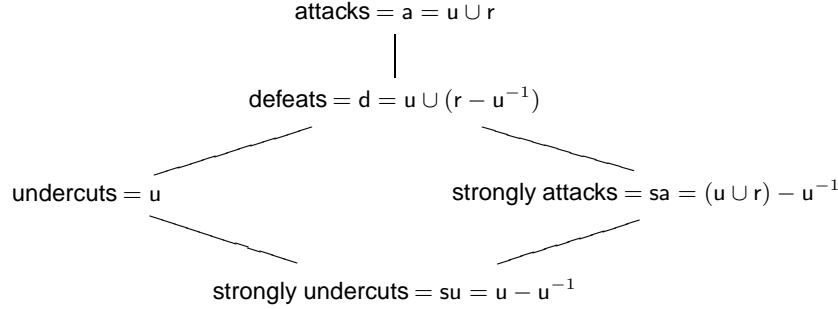 attacks = a = u ∪ r
defeats = d = u ∪ (r − u⁻¹)
undercuts = u
strongly attacks = sa = (u ∪ r) − u⁻¹
strongly undercuts = su = u − u⁻¹